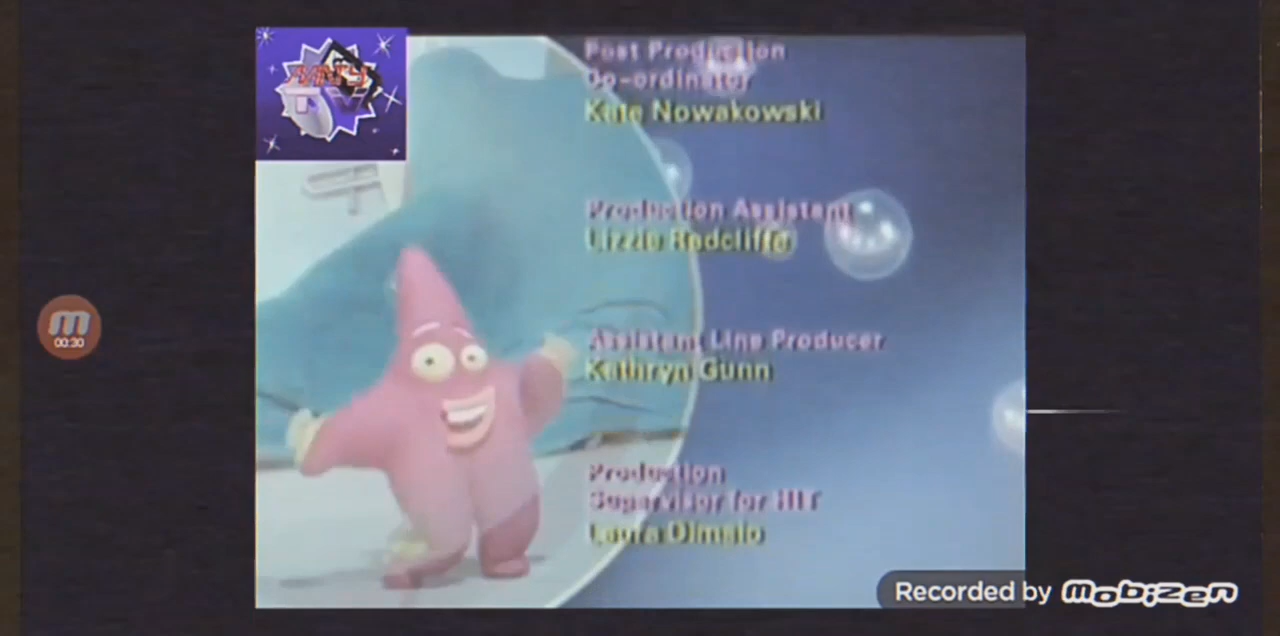 Post Production
Co-ordinator
Kate Nowakowski
Production Assistant
Lizzie Radcliffe
Assistant Line Producer
Kathryn Gunn
Production
Supervisor for HIT
Laura Dimaio
00:30
Recorded by mobizen